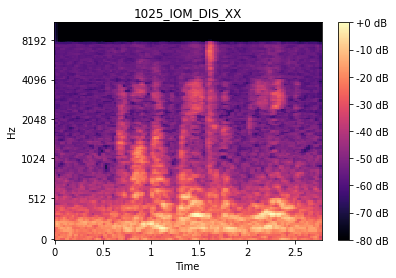 1025_IOM_DIS_XX
Hz
8192
4096
2048
1024
512
0
0
0.5
1
1.5
2
2.5
Time
+0 dB
-10 dB
-20 dB
-30 dB
-40 dB
-50 dB
-60 dB
-70 dB
-80 dB